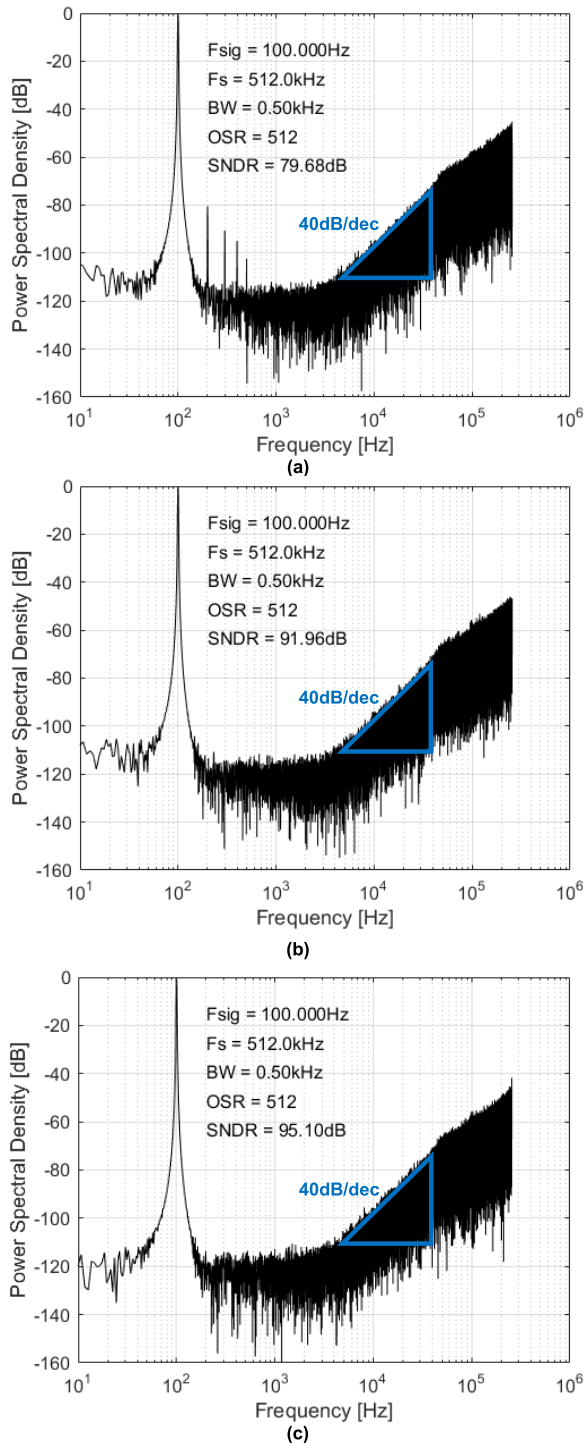 0
-20
-40
-60
-80
-100
-120
-140
-160
Power Spectral Density [dB]
Fsig = 100.000Hz
Fs = 512.0kHz
BW = 0.50kHz
OSR = 512
SNDR = 79.68dB
40dB/dec
10^1 10^2 10^3 10^4 10^5 10^6
Frequency [Hz]
(a)
0
-20
-40
-60
-80
-100
-120
-140
-160
Power Spectral Density [dB]
Fsig = 100.000Hz
Fs = 512.0kHz
BW = 0.50kHz
OSR = 512
SNDR = 91.96dB
40dB/dec
10^1 10^2 10^3 10^4 10^5 10^6
Frequency [Hz]
(b)
0
-20
-40
-60
-80
-100
-120
-140
-160
Power Spectral Density [dB]
Fsig = 100.000Hz
Fs = 512.0kHz
BW = 0.50kHz
OSR = 512
SNDR = 95.10dB
40dB/dec
10^1 10^2 10^3 10^4 10^5 10^6
Frequency [Hz]
(c)